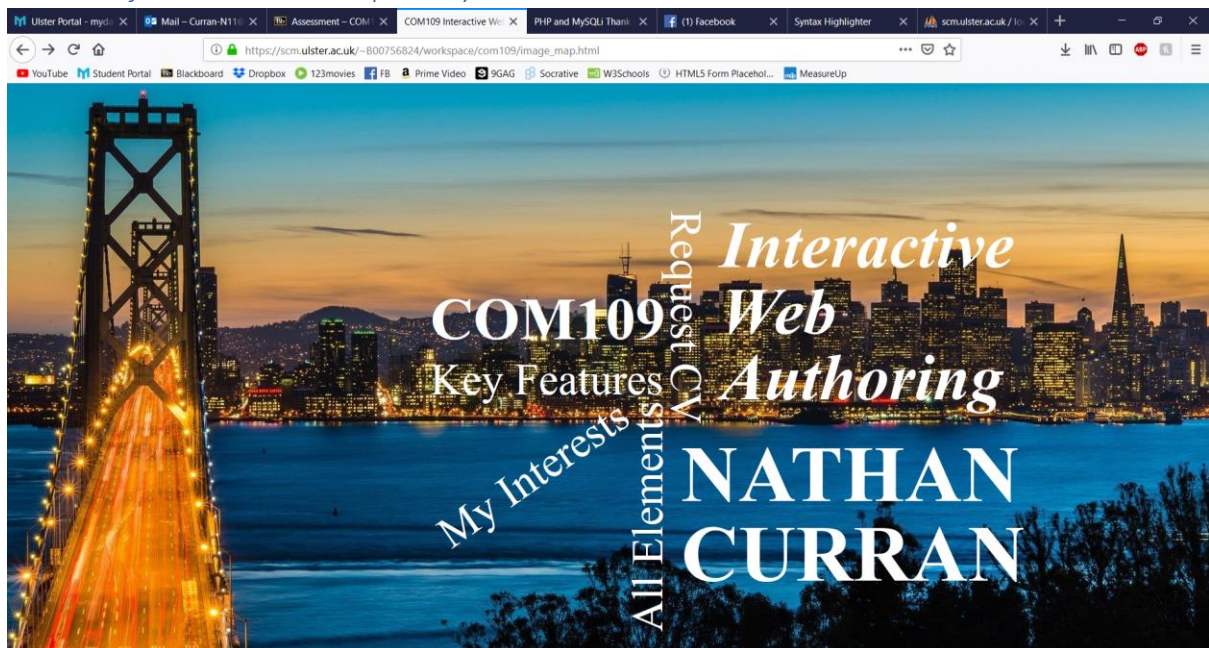 Ulster Portal - myda
Mail – Curran-N11@
Assessment – COM1
COM109 Interactive We
PHP and MySQLi Thank
(1) Facebook
Syntax Highlighter
scm.ulster.ac.uk / lo
https://scm.ulster.ac.uk/~B00756824/workspace/com109/image_map.html
YouTube
Student Portal
Blackboard
Dropbox
123movies
FB
Prime Video
9GAG
Socrative
W3Schools
HTML5 Form Placehol...
MeasureUp
COM109
Key Features
My Interests
All Elements
Request CV
Interactive
Web
Authoring
NATHAN
CURRAN